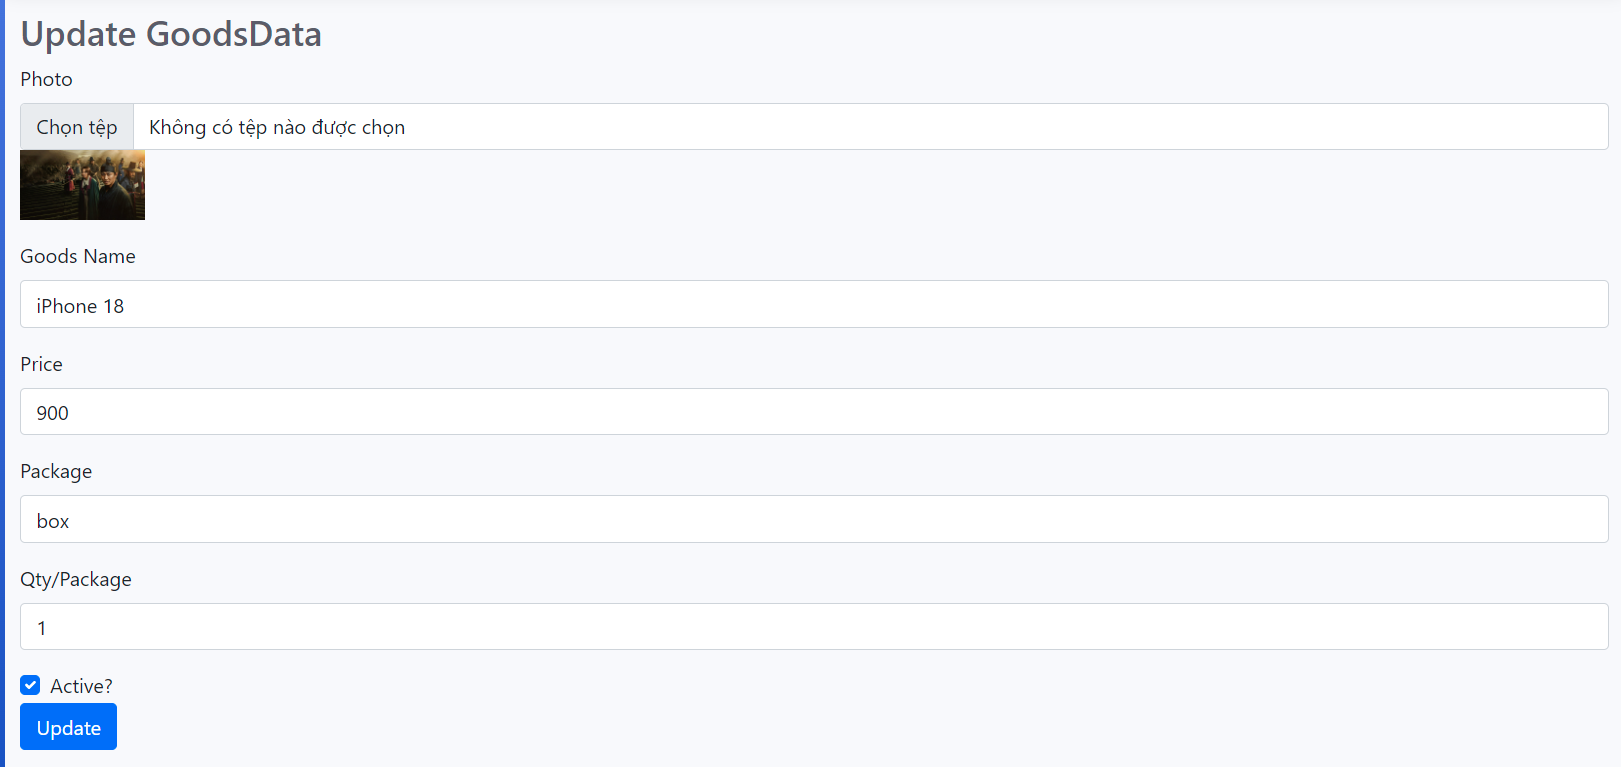 Update GoodsData
Photo
Chọn tệp Không có tệp nào được chọn
Goods Name
iPhone 18
Price
900
Package
box
Qty/Package
1
Active?
Update